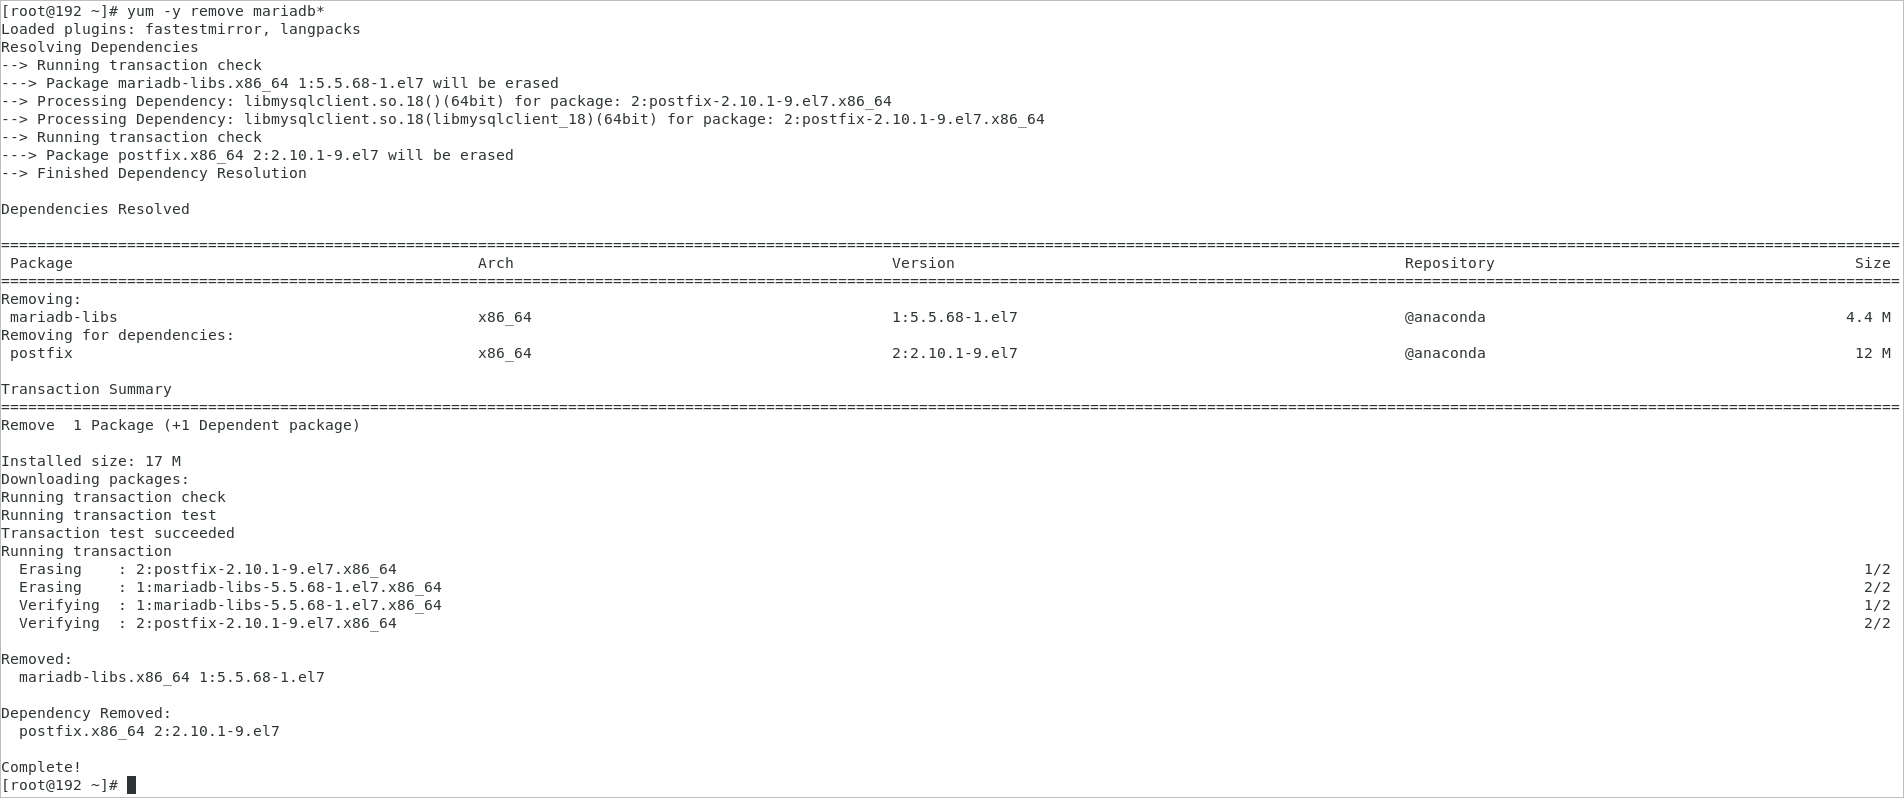 [root@192 ~]# yum -y remove mariadb*
Loaded plugins: fastestmirror, langpacks
Resolving Dependencies
--> Running transaction check
---> Package mariadb-libs.x86_64 1:5.5.68-1.el7 will be erased
--> Processing Dependency: libmysqlclient.so.18()(64bit) for package: 2:postfix-2.10.1-9.el7.x86_64
--> Processing Dependency: libmysqlclient.so.18(libmysqlclient_18)(64bit) for package: 2:postfix-2.10.1-9.el7.x86_64
--> Running transaction check
---> Package postfix.x86_64 2:2.10.1-9.el7 will be erased
--> Finished Dependency Resolution

Dependencies Resolved

================================================================================
 Package Arch Version Repository Size
================================================================================
Removing:
 mariadb-libs x86_64 1:5.5.68-1.el7 @anaconda 4.4 M
Removing for dependencies:
 postfix x86_64 2:2.10.1-9.el7 @anaconda 12 M

Transaction Summary
================================================================================
Remove  1 Package (+1 Dependent package)

Installed size: 17 M
Downloading packages:
Running transaction check
Running transaction test
Transaction test succeeded
Running transaction
  Erasing    : 2:postfix-2.10.1-9.el7.x86_64 1/2
  Erasing    : 1:mariadb-libs-5.5.68-1.el7.x86_64 2/2
  Verifying  : 1:mariadb-libs-5.5.68-1.el7.x86_64 1/2
  Verifying  : 2:postfix-2.10.1-9.el7.x86_64 2/2

Removed:
  mariadb-libs.x86_64 1:5.5.68-1.el7

Dependency Removed:
  postfix.x86_64 2:2.10.1-9.el7

Complete!
[root@192 ~]#